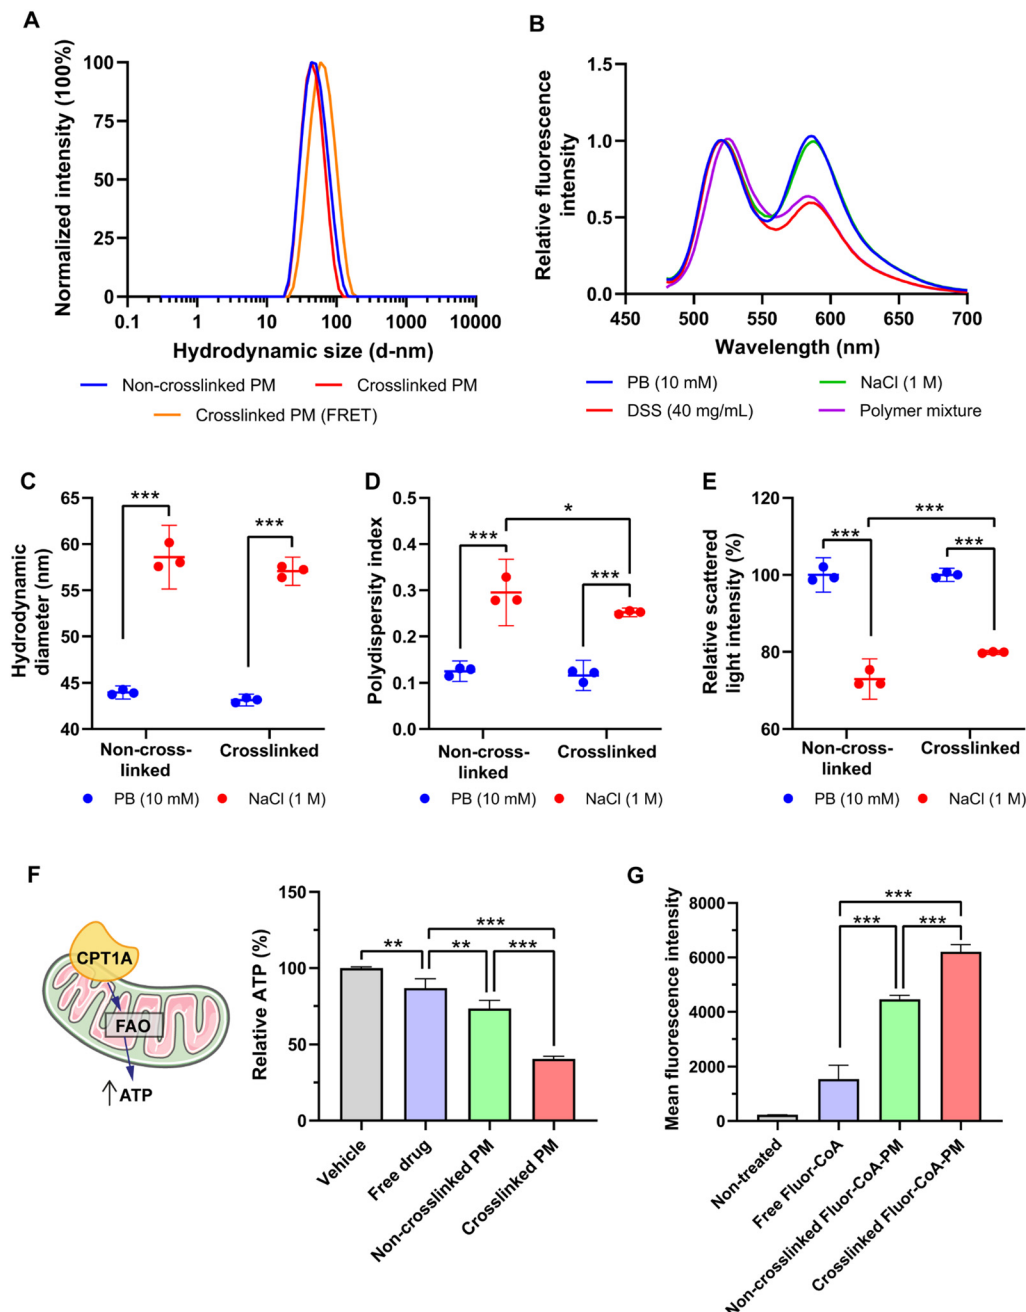 A
Normalized intensity (100%)
100
75
50
25
0
0.1 1 10 100 1000 10000
Hydrodynamic size (d-nm)
Non-crosslinked PM
Crosslinked PM
Crosslinked PM (FRET)
B
Relative fluorescence
intensity
1.5
1.0
0.5
0.0
450 500 550 600 650 700
Wavelength (nm)
PB (10 mM)
NaCl (1 M)
DSS (40 mg/mL)
Polymer mixture
C
Hydrodynamic
diameter (nm)
65
60
55
50
45
40
***
***
Non-cross-
linked
Crosslinked
PB (10 mM)
NaCl (1 M)
D
Polydispersity index
0.5
0.4
0.3
0.2
0.1
0.0
*
***
***
Non-cross-
linked
Crosslinked
PB (10 mM)
NaCl (1 M)
E
Relative scattered
light intensity (%)
120
100
80
60
***
***
***
Non-cross-
linked
Crosslinked
PB (10 mM)
NaCl (1 M)
F
CPT1A
FAO
↑ATP
Relative ATP (%)
150
100
50
0
***
**
**
***
Vehicle
Free drug
Non-crosslinked PM
Crosslinked PM
G
Mean fluorescence intensity
8000
6000
4000
2000
0
***
***
***
Non-treated
Free Fluor-CoA
Non-crosslinked Fluor-CoA-PM
Crosslinked Fluor-CoA-PM